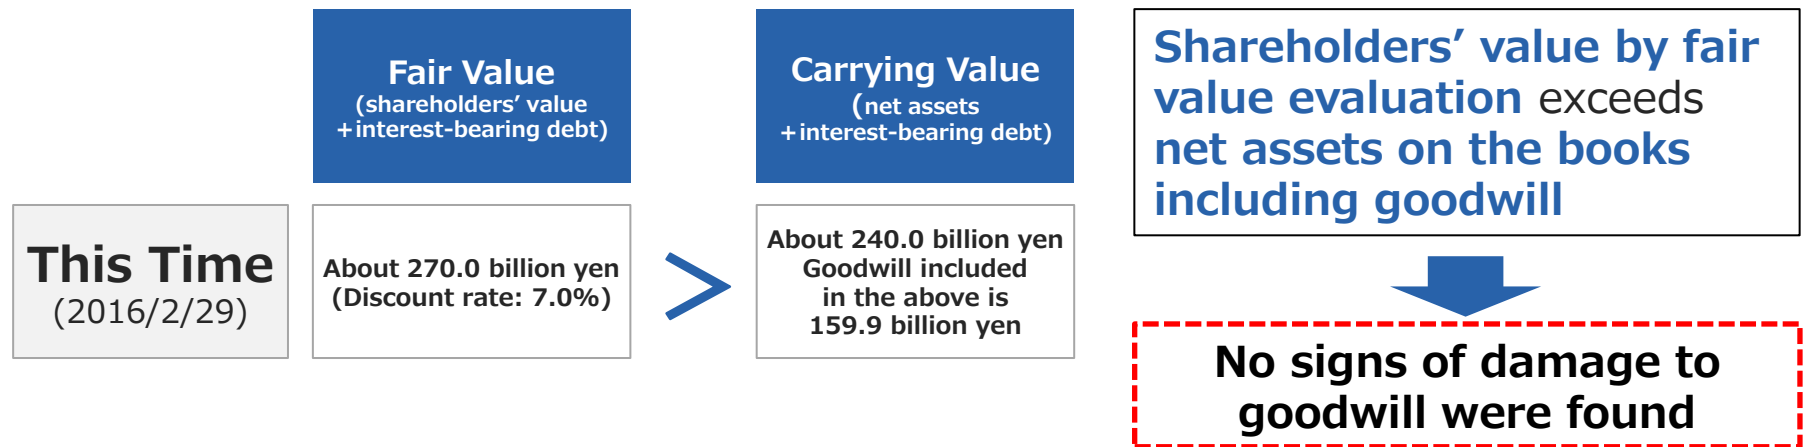 Fair Value
(shareholders’ value
+interest-bearing debt)
Carrying Value
(net assets
+interest-bearing debt)
This Time
(2016/2/29)
About 270.0 billion yen
(Discount rate: 7.0%)
>
About 240.0 billion yen
Goodwill included
in the above is
159.9 billion yen
Shareholders’ value by fair
value evaluation exceeds
net assets on the books
including goodwill
No signs of damage to
goodwill were found